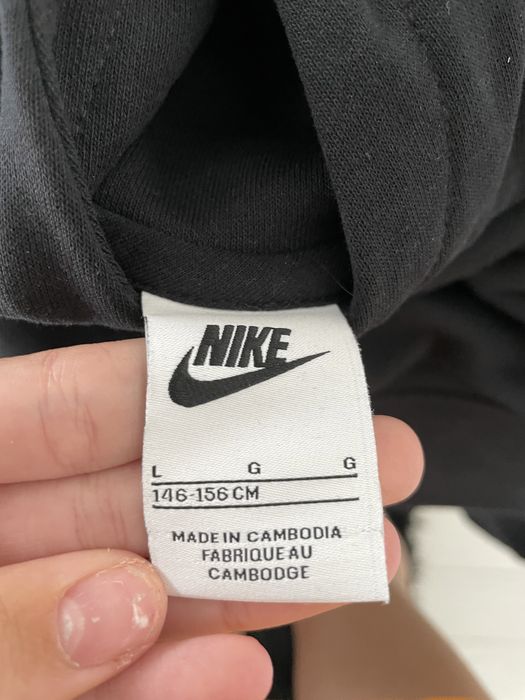 NIKE
L G G
146-156 CM
MADE IN CAMBODIA
FABRIQUE AU
CAMBODGE